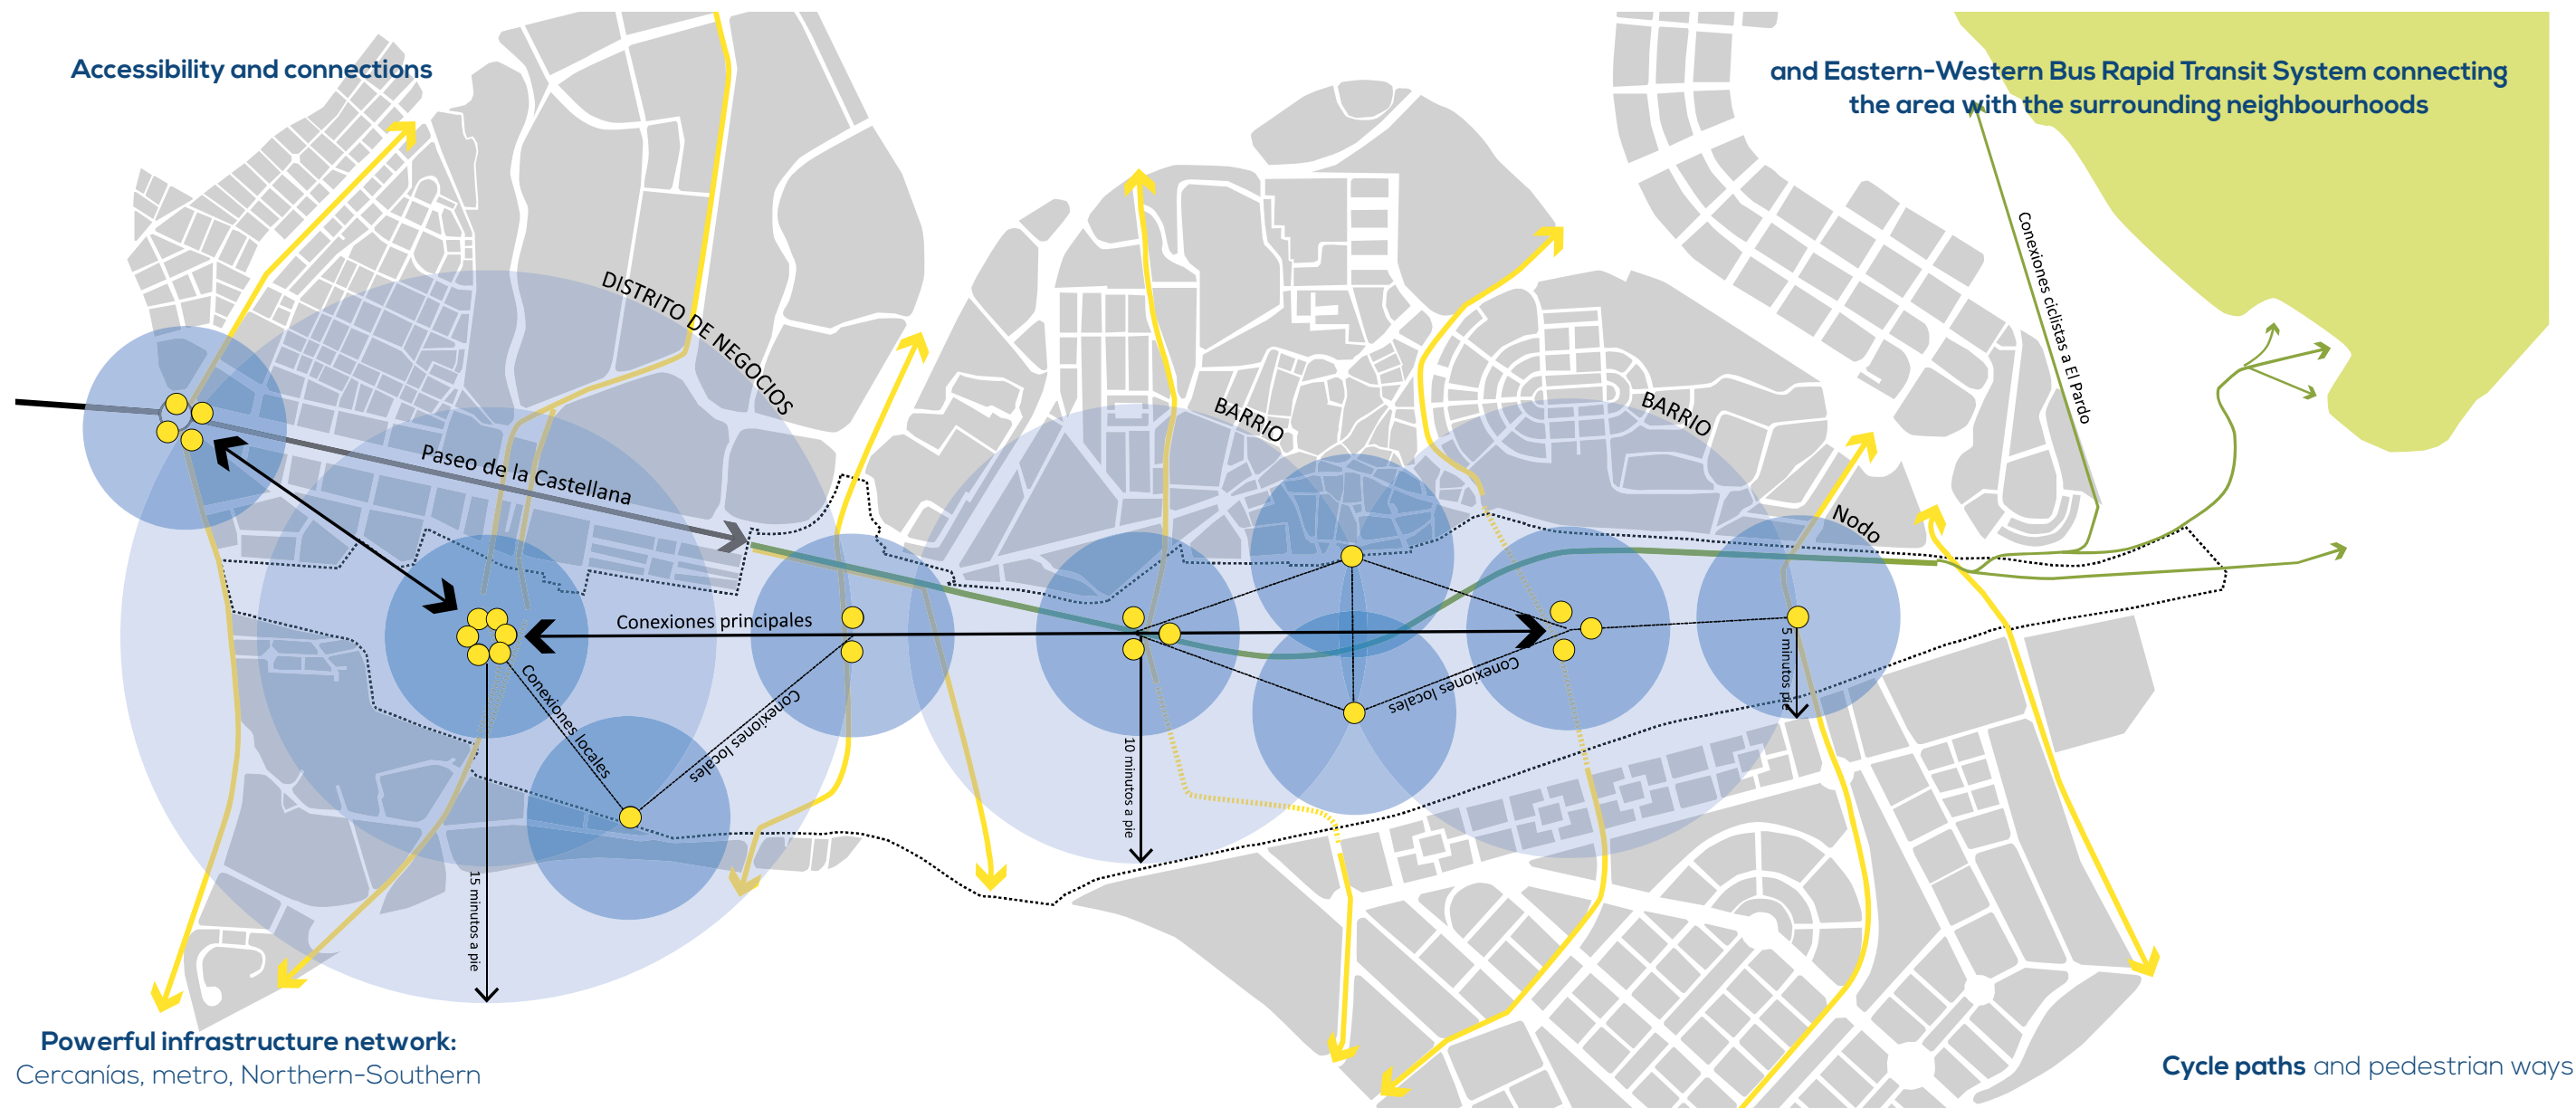 Accessibility and connections
and Eastern-Western Bus Rapid Transit System connecting
the area with the surrounding neighbourhoods
Conexiones ciclistas a El Pardo
DISTRITO DE NEGOCIOS
BARRIO
BARRIO
Paseo de la Castellana
Nodo
Conexiones principales
Conexiones locales
Conexiones locales
Conexiones locales
5 minutos pie
10 minutos a pie
15 minutos a pie
Powerful infrastructure network:
Cercanías, metro, Northern-Southern
Cycle paths and pedestrian ways